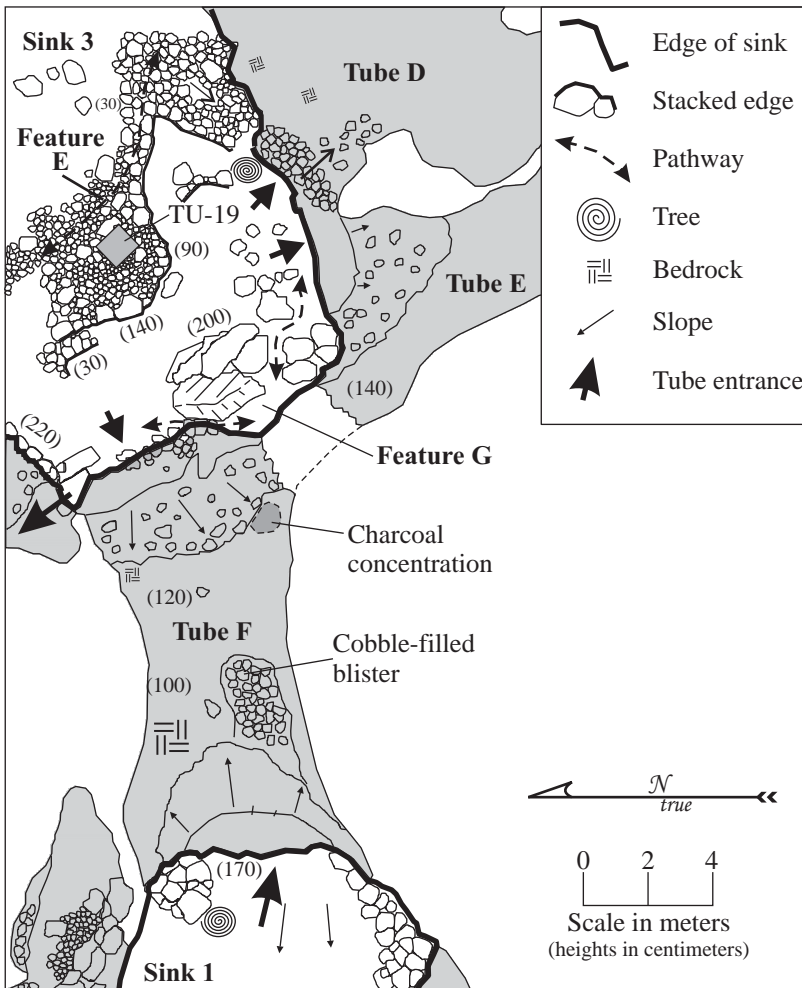 Sink 3
Tube D
(30)
Feature
E
TU-19
(90)
Tube E
(200)
(140)
(30)
(140)
(220)
Feature G
Charcoal
concentration
(120)
Tube F
Cobble-filled
blister
(100)
(170)
Sink 1
Edge of sink
Stacked edge
Pathway
Tree
Bedrock
Slope
Tube entrance
N
true
0 2 4
Scale in meters
(heights in centimeters)